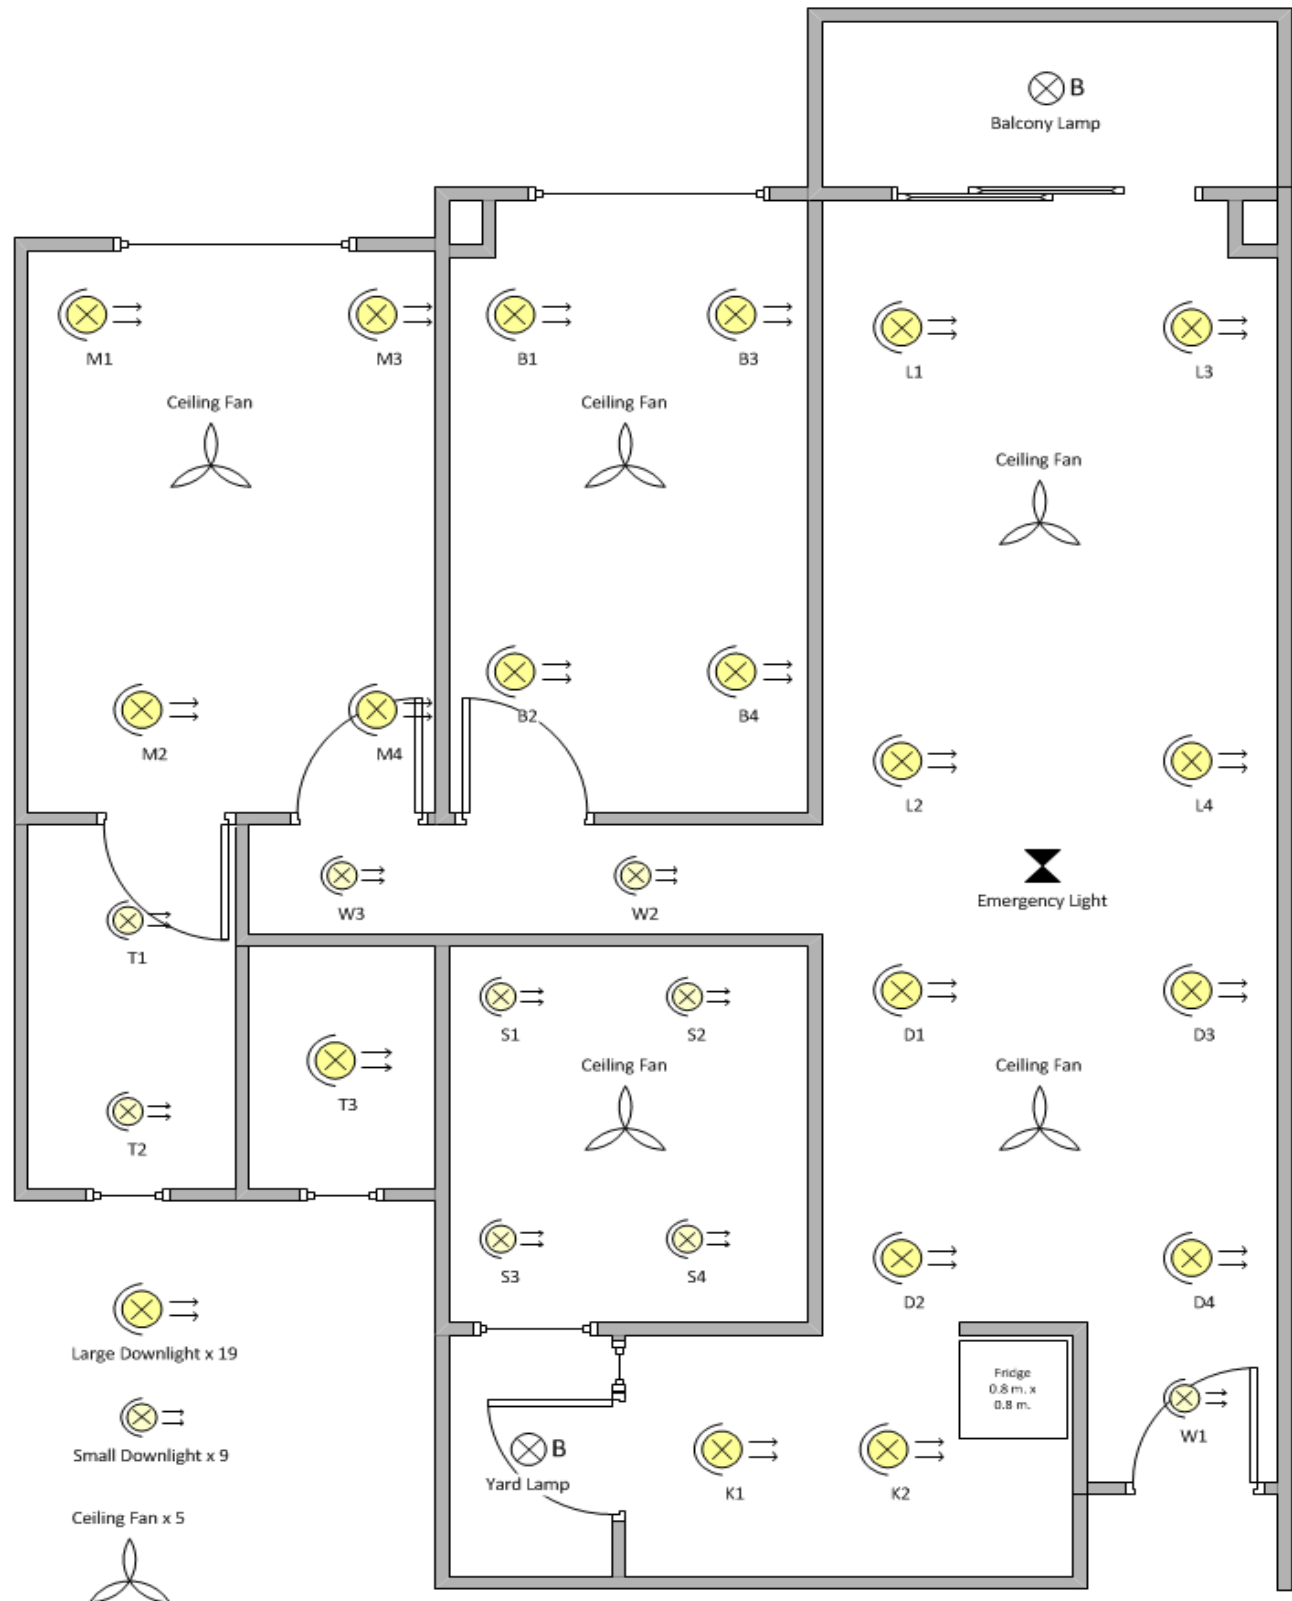 B
Balcony Lamp
M1
M3
B1
B3
L1
L3
Ceiling Fan
Ceiling Fan
Ceiling Fan
M2
M4
B2
B4
L2
L4
W3
W2
Emergency Light
T1
S1
S2
D1
D3
Ceiling Fan
Ceiling Fan
T3
T2
S3
S4
D2
D4
Large Downlight x 19
Fridge
0.8 m. x
0.8 m.
W1
Small Downlight x 9
B
Yard Lamp
K1
K2
Ceiling Fan x 5